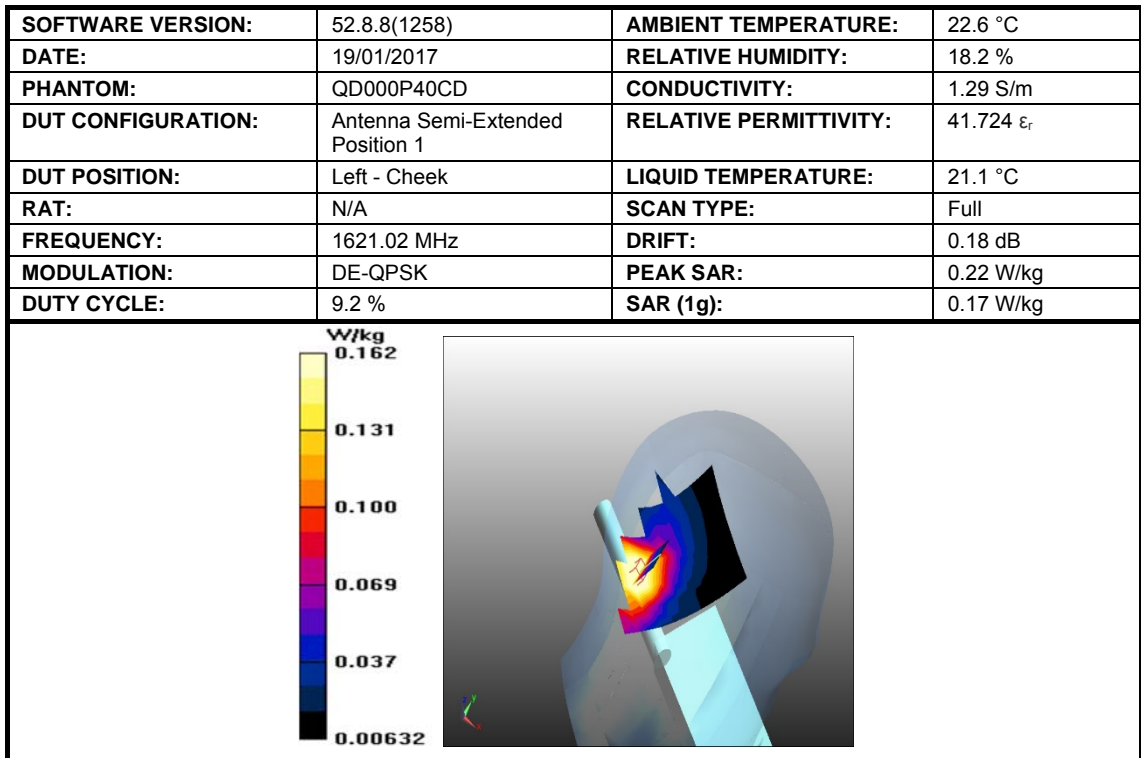 SOFTWARE VERSION: 52.8.8(1258) AMBIENT TEMPERATURE: 22.6 °C
DATE: 19/01/2017 RELATIVE HUMIDITY: 18.2 %
PHANTOM: QD000P40CD CONDUCTIVITY: 1.29 S/m
DUT CONFIGURATION: Antenna Semi-Extended RELATIVE PERMITTIVITY: 41.724 εr
Position 1
DUT POSITION: Left - Cheek LIQUID TEMPERATURE: 21.1 °C
RAT: N/A SCAN TYPE: Full
FREQUENCY: 1621.02 MHz DRIFT: 0.18 dB
MODULATION: DE-QPSK PEAK SAR: 0.22 W/kg
DUTY CYCLE: 9.2 % SAR (1g): 0.17 W/kg
W/kg
0.162
0.131
0.100
0.069
0.037
0.00632
z y
x